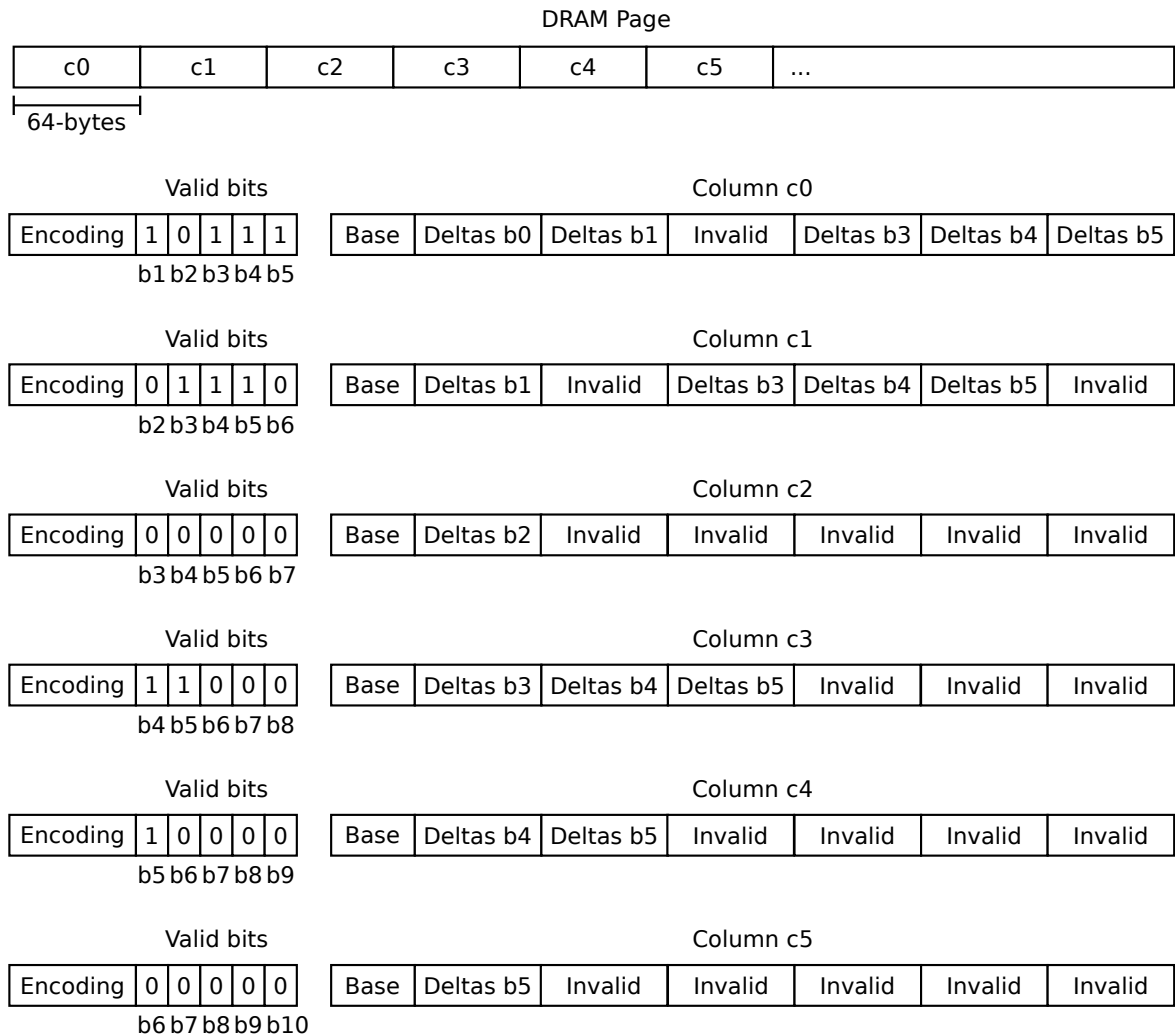 DRAM Page
c0 c1 c2 c3 c4 c5 ...
64-bytes
Valid bits Column c0
Encoding 1 0 1 1 1 Base Deltas b0 Deltas b1 Invalid Deltas b3 Deltas b4 Deltas b5
b1 b2 b3 b4 b5
Valid bits Column c1
Encoding 0 1 1 1 0 Base Deltas b1 Invalid Deltas b3 Deltas b4 Deltas b5 Invalid
b2 b3 b4 b5 b6
Valid bits Column c2
Encoding 0 0 0 0 0 Base Deltas b2 Invalid Invalid Invalid Invalid Invalid
b3 b4 b5 b6 b7
Valid bits Column c3
Encoding 1 1 0 0 0 Base Deltas b3 Deltas b4 Deltas b5 Invalid Invalid Invalid
b4 b5 b6 b7 b8
Valid bits Column c4
Encoding 1 0 0 0 0 Base Deltas b4 Deltas b5 Invalid Invalid Invalid Invalid
b5 b6 b7 b8 b9
Valid bits Column c5
Encoding 0 0 0 0 0 Base Deltas b5 Invalid Invalid Invalid Invalid Invalid
b6 b7 b8 b9 b10